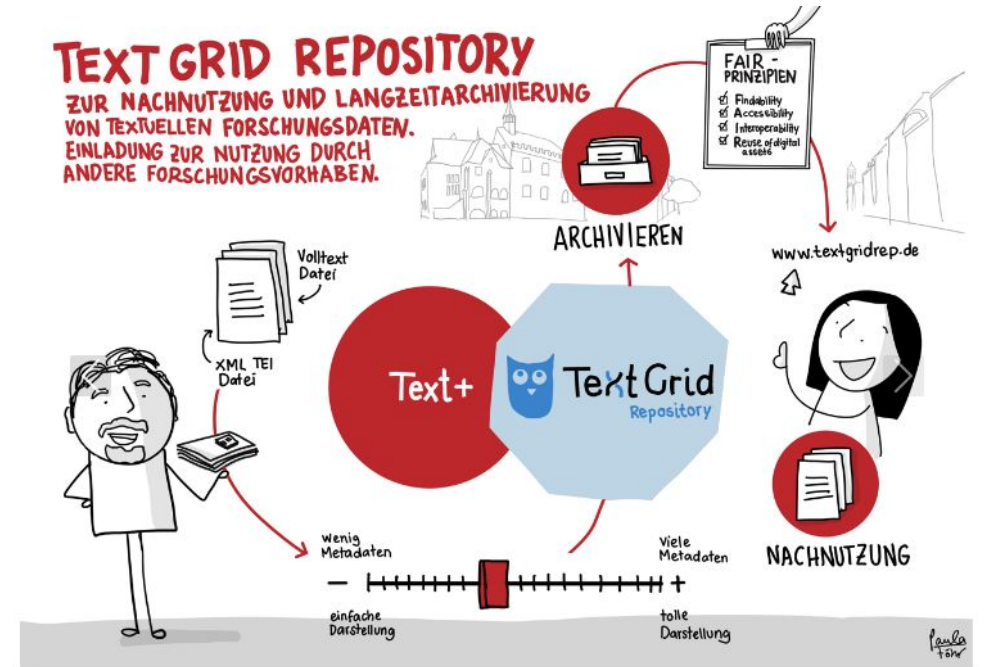 TEXT GRID REPOSITORY
ZUR NACHNUTZUNG UND LANGZEITARCHIVIERUNG
VON TEXTUELLEN FORSCHUNGSDATEN.
EINLADUNG ZUR NUTZUNG DURCH
ANDERE FORSCHUNGSVORHABEN.
FAIR -
PRINZIPIEN
Findability
Accessibility
Interoperability
Reuse of digital
assets
ARCHIVIEREN
www.textgridrep.de
Volltext
Datei
XML TEI
Datei
Text+
TextGrid
Repository
wenig
Metadaten
Viele
Metadaten
− +
einfache
Darstellung
tolle
Darstellung
NACHNUTZUNG
Paula
Föhr